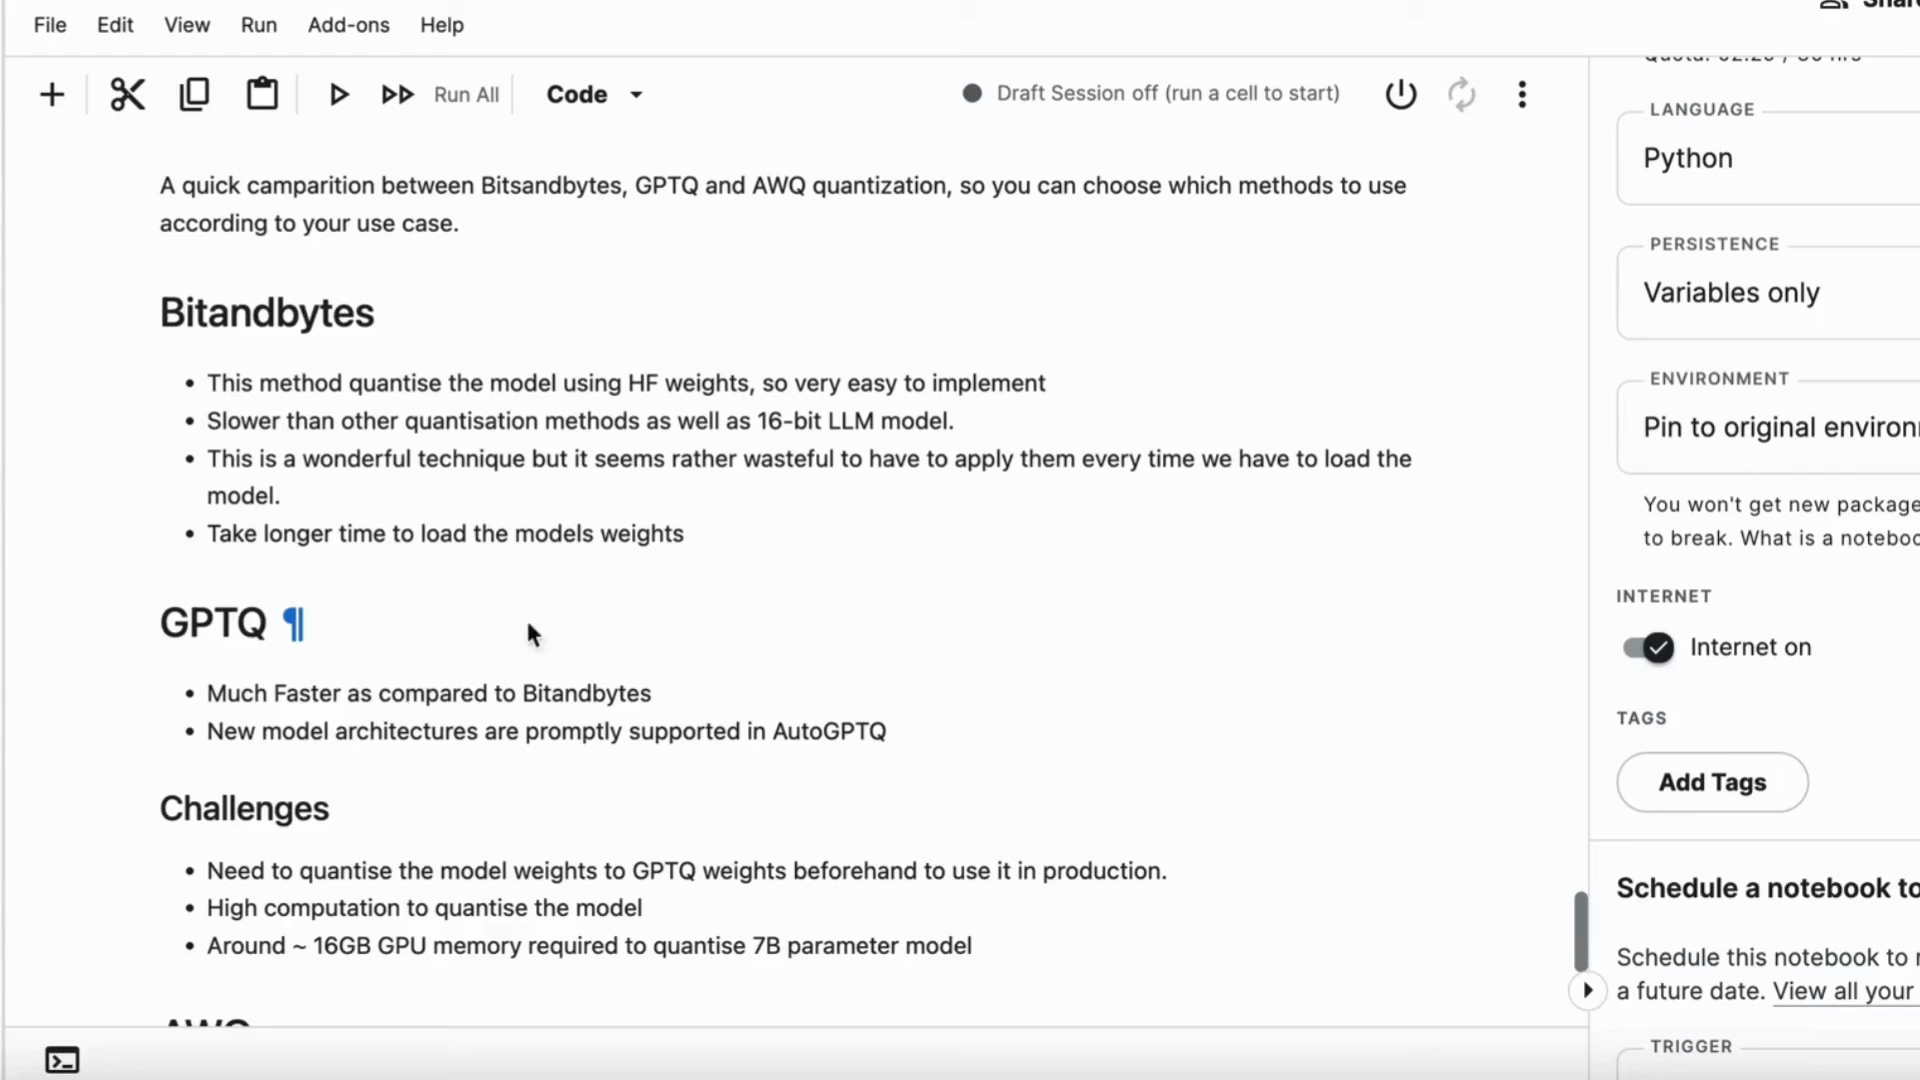 File Edit View Run Add-ons Help
Run All Code Draft Session off (run a cell to start)
A quick camparition between Bitsandbytes, GPTQ and AWQ quantization, so you can choose which methods to use
according to your use case.
Bitandbytes
• This method quantise the model using HF weights, so very easy to implement
• Slower than other quantisation methods as well as 16-bit LLM model.
• This is a wonderful technique but it seems rather wasteful to have to apply them every time we have to load the
model.
• Take longer time to load the models weights
GPTQ ¶
• Much Faster as compared to Bitandbytes
• New model architectures are promptly supported in AutoGPTQ
Challenges
• Need to quantise the model weights to GPTQ weights beforehand to use it in production.
• High computation to quantise the model
• Around ~ 16GB GPU memory required to quantise 7B parameter model
AWQ
LANGUAGE
Python
PERSISTENCE
Variables only
ENVIRONMENT
Pin to original
You won't get new
to break. What is a
INTERNET
Internet on
TAGS
Add Tags
Schedule a notebook to
Schedule this notebook to
a future date. View all your
TRIGGER